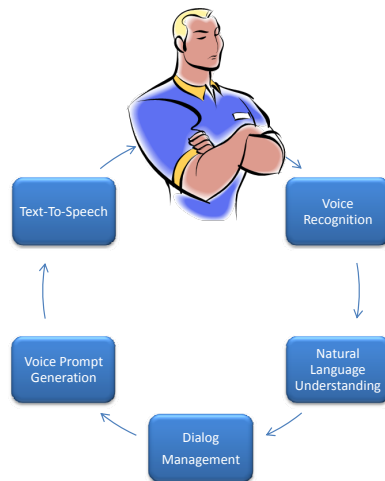 Text-To-Speech
Voice
Recognition
Voice Prompt
Generation
Natural
Language
Understanding
Dialog
Management